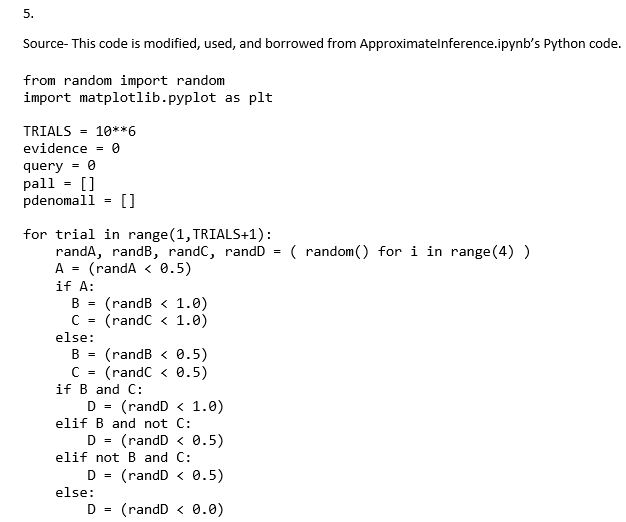 5.
Source- This code is modified, used, and borrowed from ApproximateInference.ipynb's Python code.
from random import random
import matplotlib.pyplot as plt
TRIALS = 10**6
evidence = 0
query = 0
pall = []
pdenomall = []
for trial in range(1,TRIALS+1):
    randA, randB, randC, randD = ( random() for i in range(4) )
    A = (randA < 0.5)
    if A:
      B = (randB < 1.0)
      C = (randC < 1.0)
    else:
      B = (randB < 0.5)
      C = (randC < 0.5)
    if B and C:
        D = (randD < 1.0)
    elif B and not C:
        D = (randD < 0.5)
    elif not B and C:
        D = (randD < 0.5)
    else:
        D = (randD < 0.0)